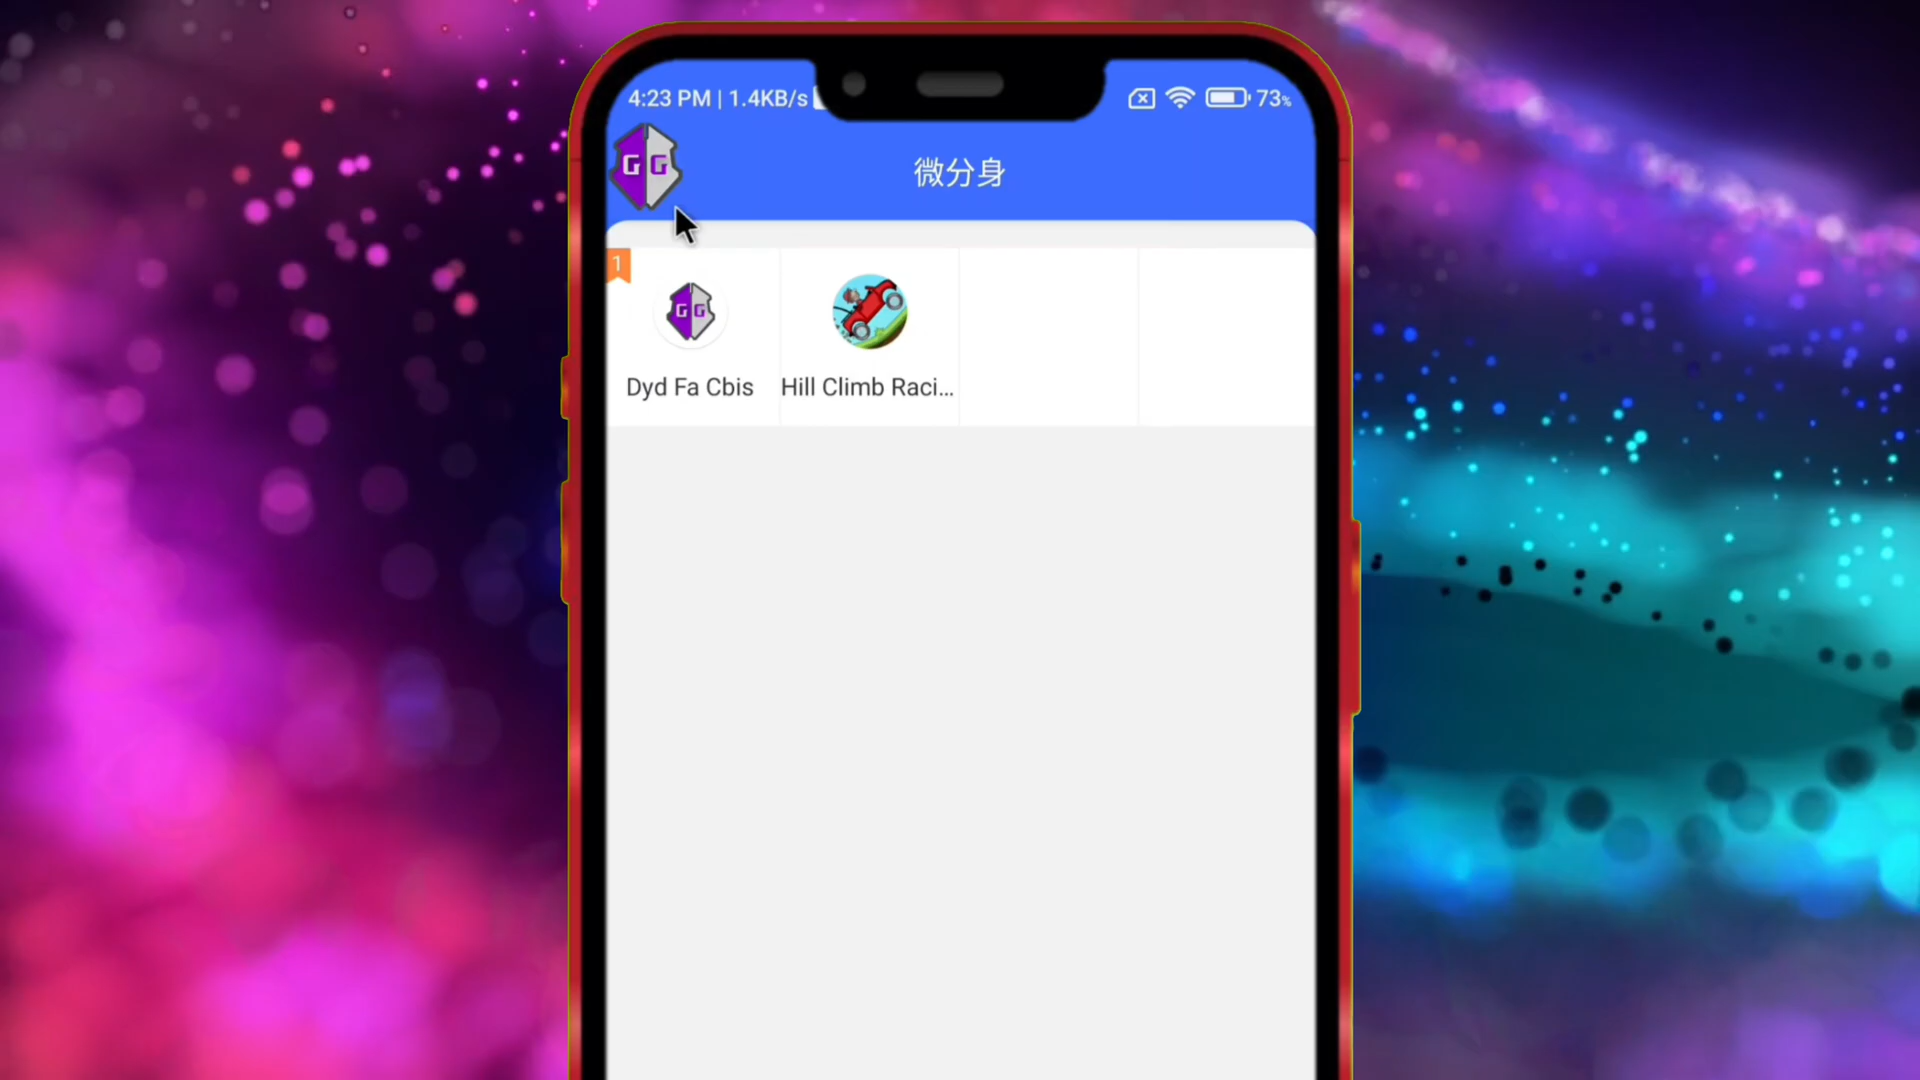 4:23 PM | 1.4KB/s
73%
GG
微分身
1
GG
Dyd Fa Cbis
Hill Climb Raci...